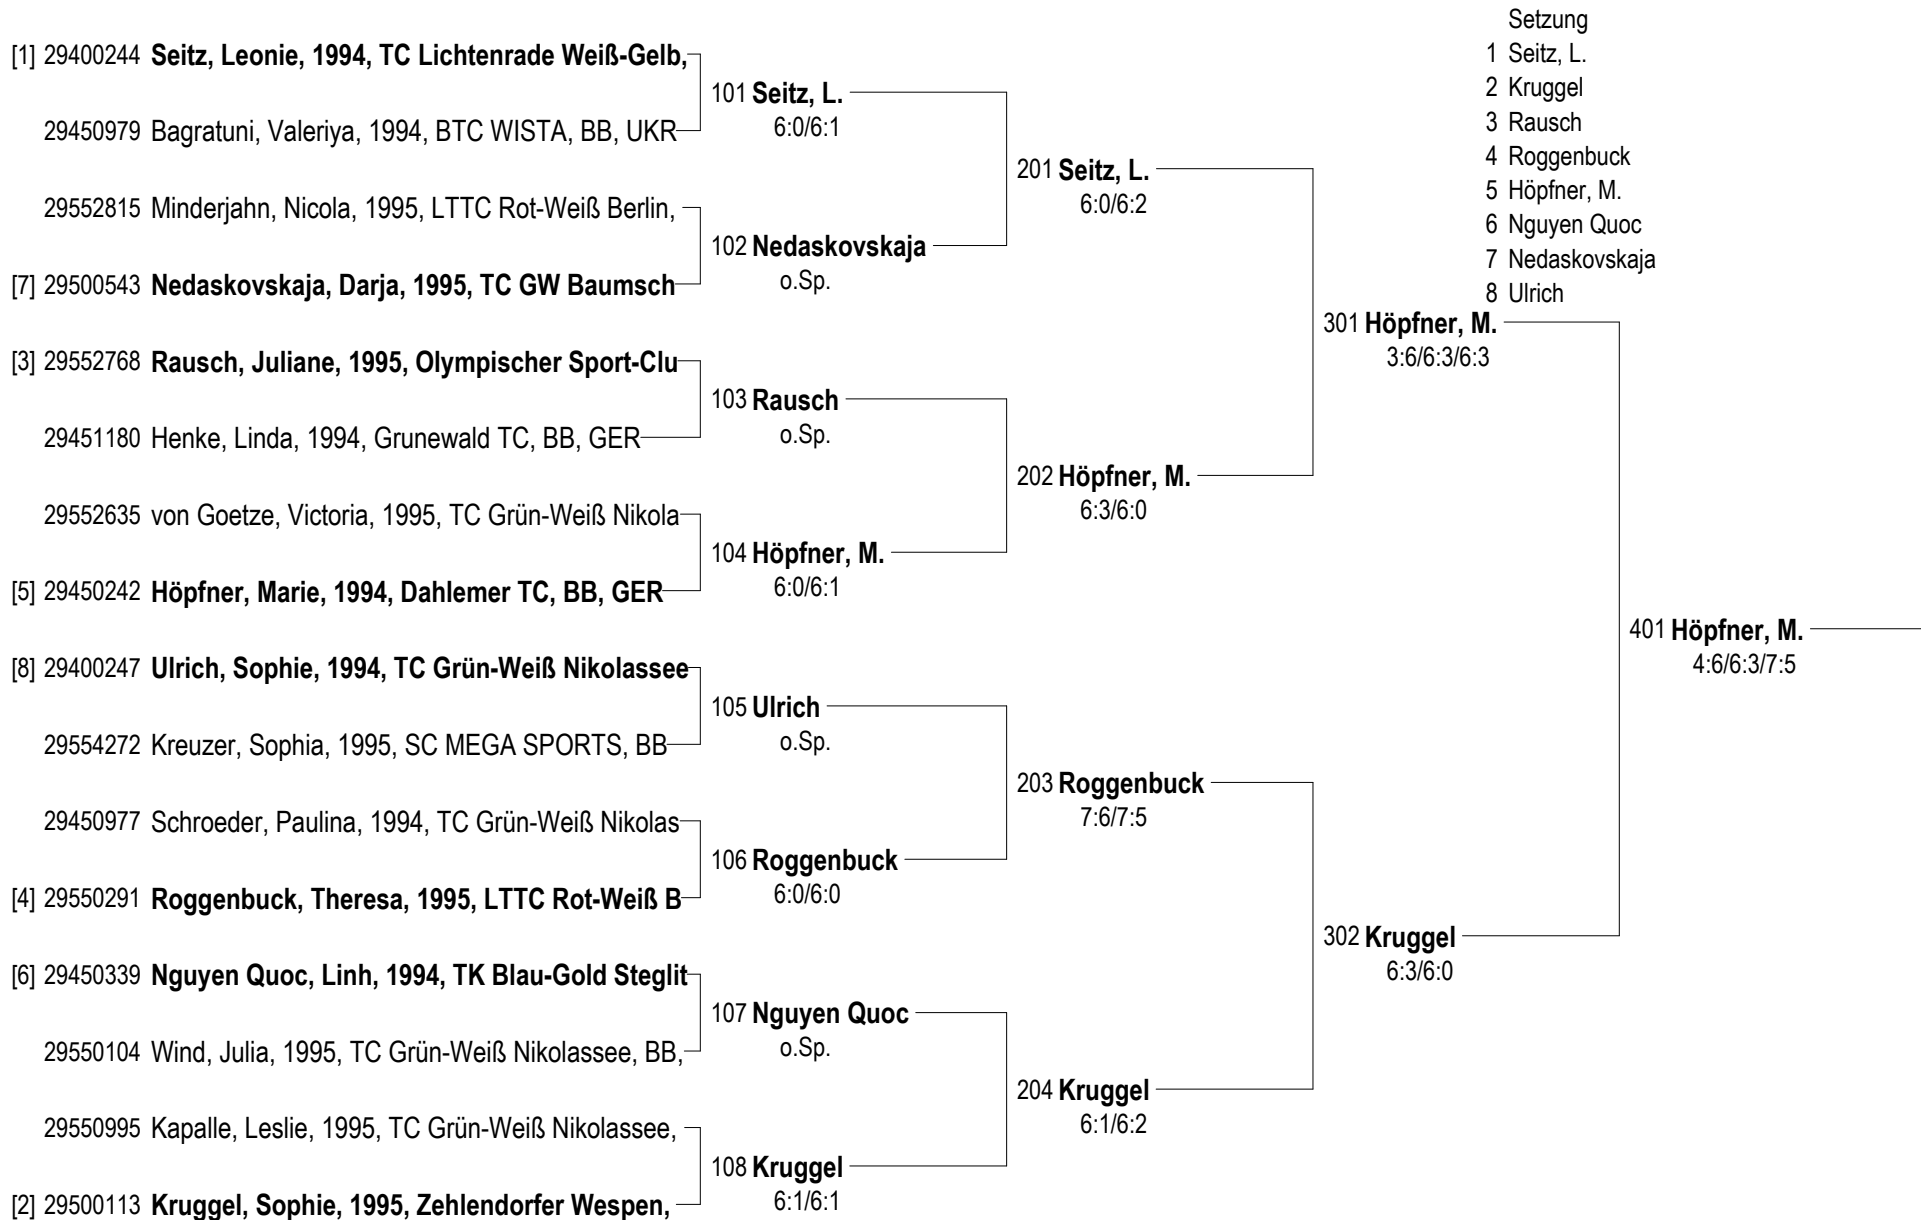 Setzung
1 Seitz, L.
2 Kruggel
3 Rausch
4 Roggenbuck
5 Höpfner, M.
6 Nguyen Quoc
7 Nedaskovskaja
8 Ulrich
[1] 29400244 Seitz, Leonie, 1994, TC Lichtenrade Weiß-Gelb,
29450979 Bagratuni, Valeriya, 1994, BTC WISTA, BB, UKR
29552815 Minderjahn, Nicola, 1995, LTTC Rot-Weiß Berlin,
[7] 29500543 Nedaskovskaja, Darja, 1995, TC GW Baumsch
[3] 29552768 Rausch, Juliane, 1995, Olympischer Sport-Clu
29451180 Henke, Linda, 1994, Grunewald TC, BB, GER
29552635 von Goetze, Victoria, 1995, TC Grün-Weiß Nikola
[5] 29450242 Höpfner, Marie, 1994, Dahlemer TC, BB, GER
[8] 29400247 Ulrich, Sophie, 1994, TC Grün-Weiß Nikolassee
29554272 Kreuzer, Sophia, 1995, SC MEGA SPORTS, BB
29450977 Schroeder, Paulina, 1994, TC Grün-Weiß Nikolas
[4] 29550291 Roggenbuck, Theresa, 1995, LTTC Rot-Weiß B
[6] 29450339 Nguyen Quoc, Linh, 1994, TK Blau-Gold Steglit
29550104 Wind, Julia, 1995, TC Grün-Weiß Nikolassee, BB,
29550995 Kapalle, Leslie, 1995, TC Grün-Weiß Nikolassee,
[2] 29500113 Kruggel, Sophie, 1995, Zehlendorfer Wespen,
101 Seitz, L.
6:0/6:1
102 Nedaskovskaja
o.Sp.
103 Rausch
o.Sp.
104 Höpfner, M.
6:0/6:1
105 Ulrich
o.Sp.
106 Roggenbuck
6:0/6:0
107 Nguyen Quoc
o.Sp.
108 Kruggel
6:1/6:1
201 Seitz, L.
6:0/6:2
202 Höpfner, M.
6:3/6:0
203 Roggenbuck
7:6/7:5
204 Kruggel
6:1/6:2
301 Höpfner, M.
3:6/6:3/6:3
302 Kruggel
6:3/6:0
401 Höpfner, M.
4:6/6:3/7:5